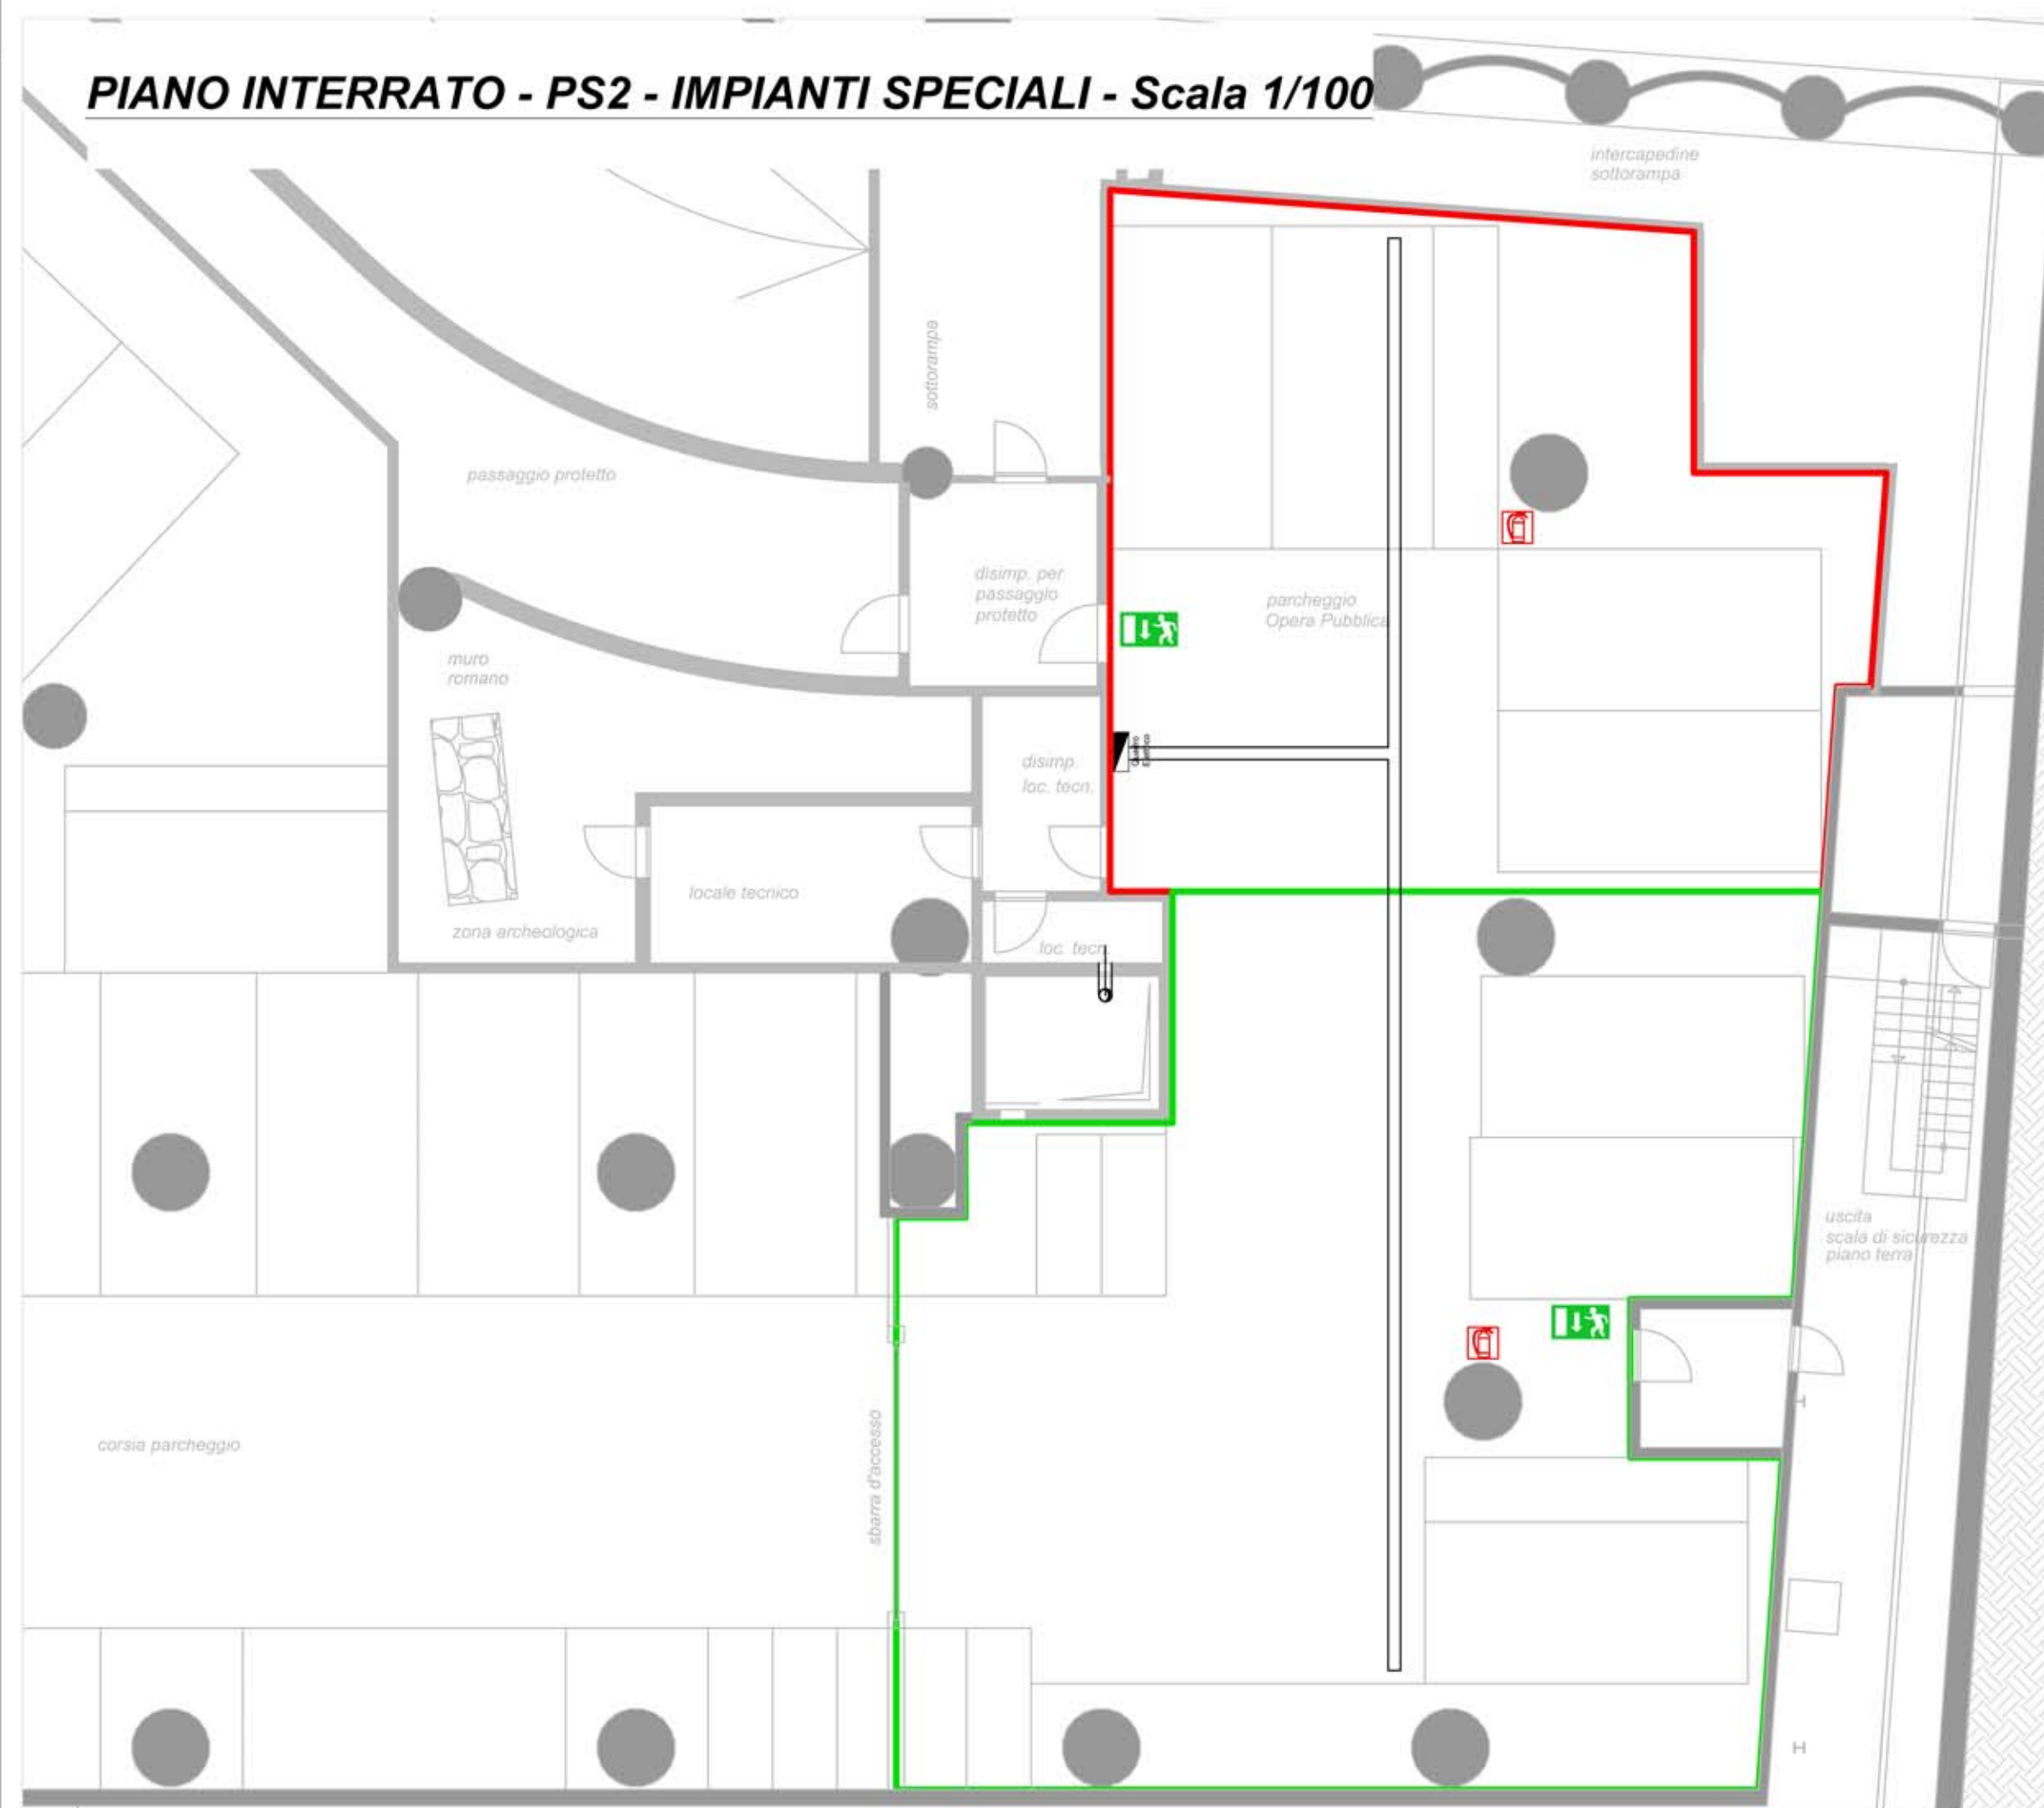 PIANO INTERRATO - PS2 - IMPIANTI SPECIALI - Scala 1/100
intercapedine
sottorampa
sottorampa
passaggio protetto
disimp. per
passaggio
protetto
parcheggio
Opera Pubblica
muro
romano
Quadro
Elettrico
disimp.
loc. tecn.
locale tecnico
zona archeologica
loc. tecn
uscita
scala di sicurezza
piano terra
corsia parcheggio
sbarra d'accesso
H
H